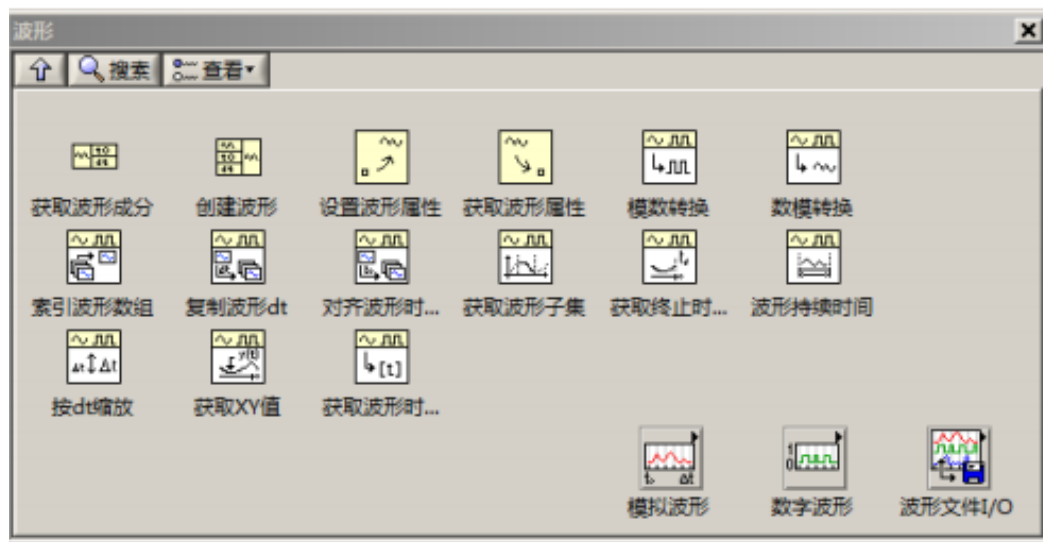 波形
搜索 查看
获取波形成分 创建波形 设置波形属性 获取波形属性 模数转换 数模转换
索引波形数组 复制波形dt 对齐波形时... 获取波形子集 获取终止时... 波形持续时间
按dt缩放 获取XY值 获取波形时...
模拟波形 数字波形 波形文件I/O